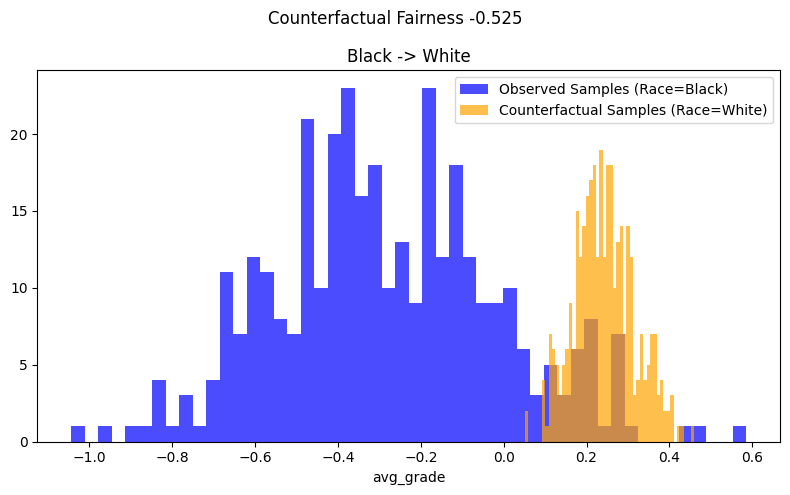 Counterfactual Fairness -0.525
Black -> White
Observed Samples (Race=Black)
Counterfactual Samples (Race=White)
20
15
10
5
0
−1.0 −0.8 −0.6 −0.4 −0.2 0.0 0.2 0.4 0.6
avg_grade